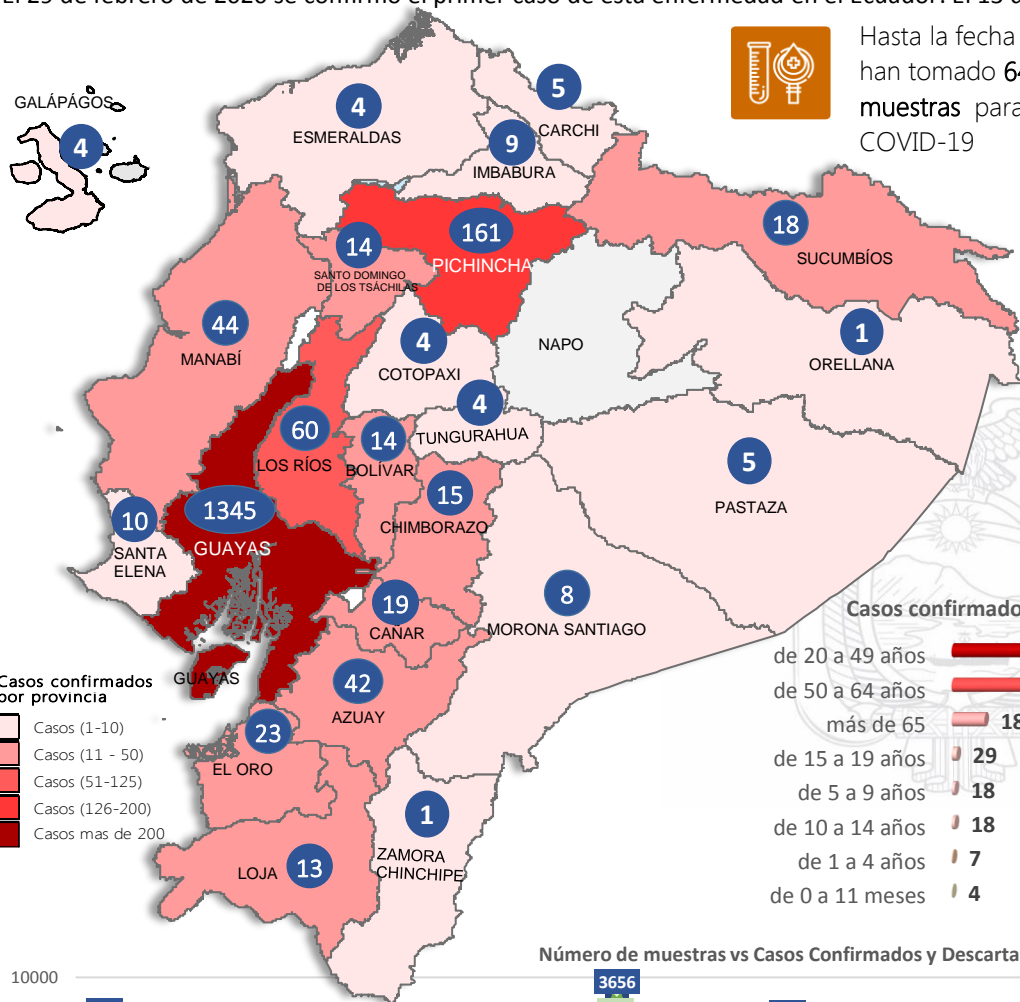 El 29 de febrero de 2020 se confirmó el primer caso de esta enfermedad en el Ecuador. El 13
Hasta la fecha
han tomado
muestras para
COVID-19
GALÁPAGOS
4
4
ESMERALDAS
5
CARCHI
9
IMBABURA
18
SUCUMBÍOS
161
PICHINCHA
14
SANTO DOMINGO
DE LOS TSÁCHILAS
44
MANABÍ
4
COTOPAXI
NAPO
1
ORELLANA
4
TUNGURAHUA
60
LOS RÍOS
14
BOLÍVAR
5
PASTAZA
15
CHIMBORAZO
1345
GUAYAS
10
SANTA
ELENA
8
MORONA SANTIAGO
19
CAÑAR
GUAYAS
42
AZUAY
23
EL ORO
1
ZAMORA
CHINCHIPE
LOJA 13
Casos confirmados
por provincia
Casos (1-10)
Casos (11 - 50)
Casos (51-125)
Casos (126-200)
Casos mas de 200
Casos confirmado
de 20 a 49 años
de 50 a 64 años
más de 65
de 15 a 19 años 29
de 5 a 9 años 18
de 10 a 14 años 18
de 1 a 4 años 7
de 0 a 11 meses 4
Número de muestras vs Casos Confirmados y Descarta
10000
3656